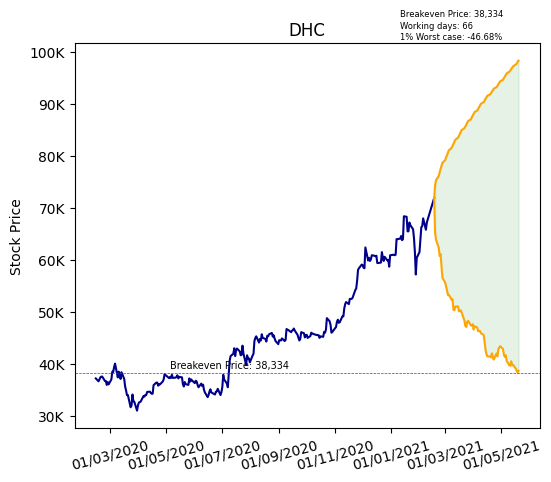 Breakeven Price: 38,334
Working days: 66
1% Worst case: -46.68%
DHC
100K
90K
80K
70K
60K
50K
40K
30K
Stock Price
Breakeven Price: 38,334
01/03/2020
01/05/2020
01/07/2020
01/09/2020
01/11/2020
01/01/2021
01/03/2021
01/05/2021